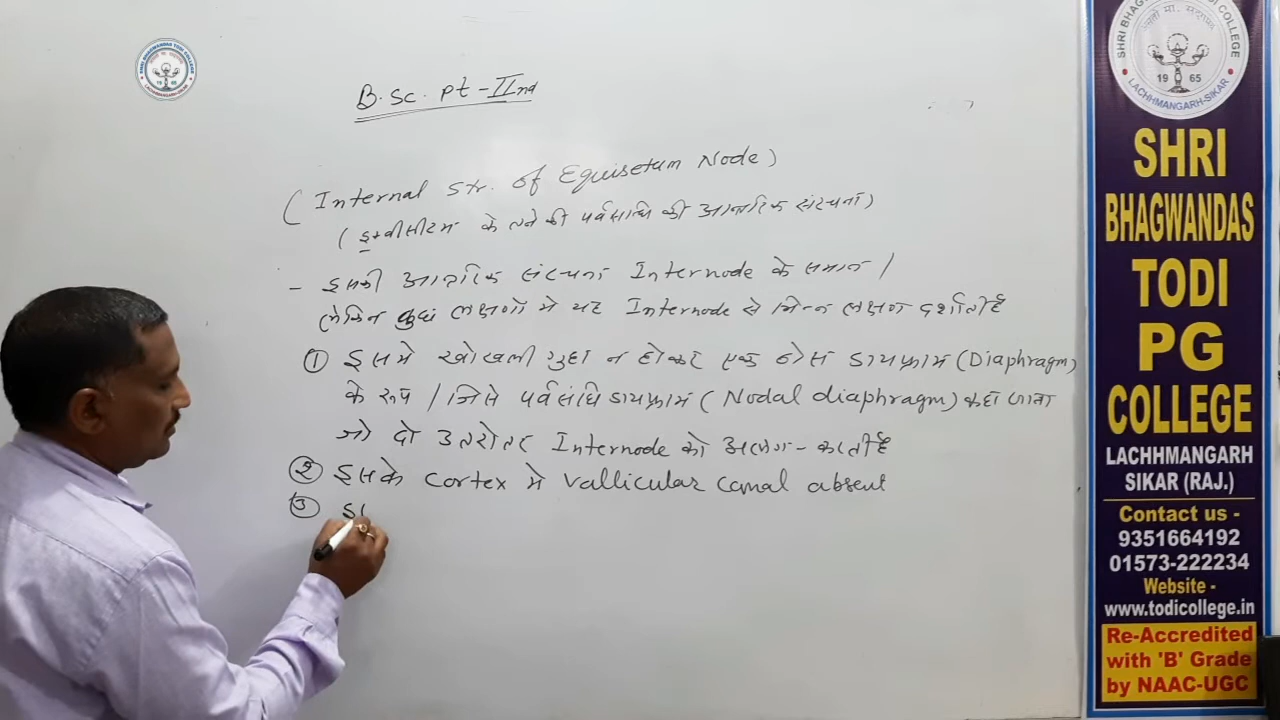 B.Sc. Pt-IInd
(Internal Str. of Equisetum Node)
(इक्वीसीटम के तने की पर्वसंधि की आन्तरिक संरचना)
- इसकी आन्तरिक संरचना Internode के समान /
लेकिन कुछ लक्षणों मे यह Internode से भिन्न लक्षण दर्शाती है
① इसमे खोखली गुहा न होकर एक ठोस डायफ्राम (Diaphragm)
के रूप / जिसे पर्वसंधि डायफ्राम (Nodal diaphragm) कहा जाता
जो दो उत्तरोत्तर Internode को अलग-करती है
② इसके Cortex मे Vallicular Canal absent
③
SHRI BHAGWANDAS TODI COLLEGE
1965
LACHHMANGARH-SIKAR
SHRI
BHAGWANDAS
TODI
PG
COLLEGE
LACHHMANGARH
SIKAR (RAJ.)
Contact us -
9351664192
01573-222234
Website -
www.todicollege.in
Re-Accredited
with 'B' Grade
by NAAC-UGC